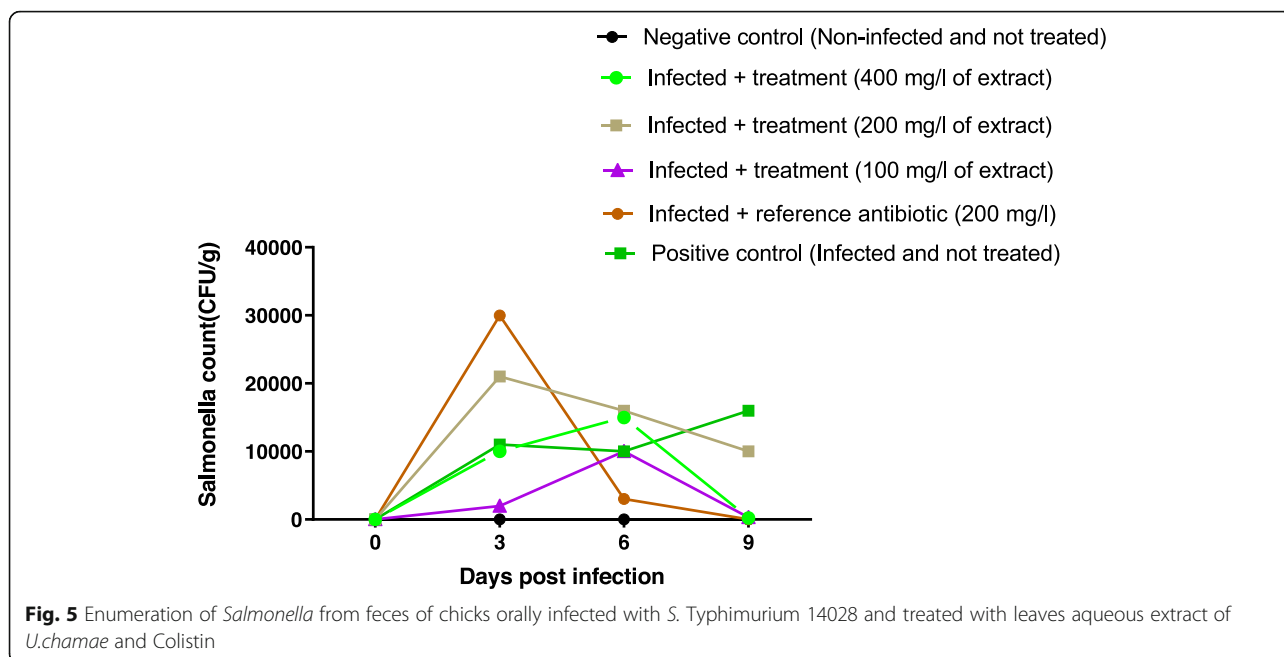 Negative control (Non-infected and not treated)
Infected + treatment (400 mg/l of extract)
Infected + treatment (200 mg/l of extract)
Infected + treatment (100 mg/l of extract)
Infected + reference antibiotic (200 mg/l)
Positive control (Infected and not treated)
Salmonella count(CFU/g)
40000
30000
20000
10000
0
0 3 6 9
Days post infection
Fig. 5 Enumeration of Salmonella from feces of chicks orally infected with S. Typhimurium 14028 and treated with leaves aqueous extract of
U.chamae and Colistin